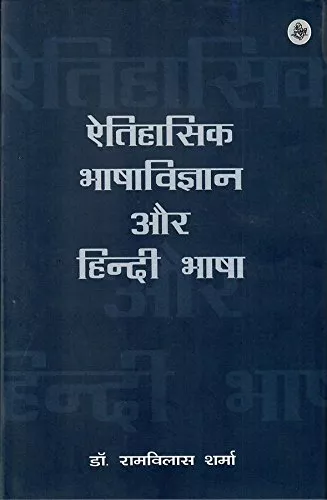 ऐतिहासिक
भाषाविज्ञान
और
हिन्दी भाषा
डॉ. रामविलास शर्मा